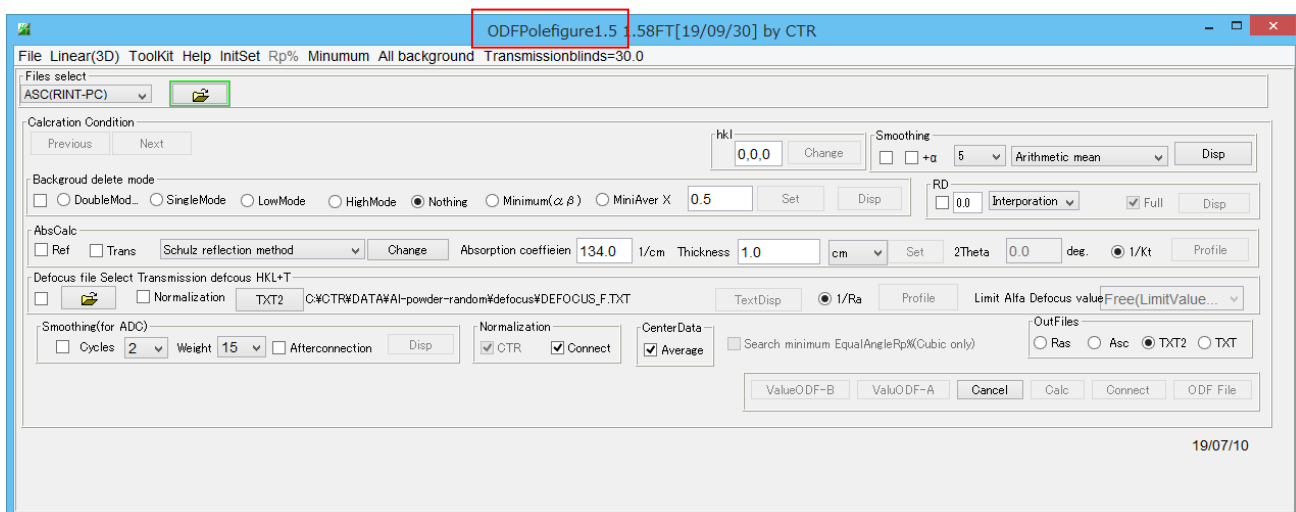 ODFPolefigure1.5 1.58FT[19/09/30] by CTR
File Linear(3D) ToolKit Help InitSet Rp% Minumum All background Transmissionblinds=30.0
Files select
ASC(RINT-PC)
Calcration Condition
Previous Next
hkl
0,0,0 Change
Smoothing
+α 5 Arithmetic mean Disp
Backgroud delete mode
DoubleMod... SingleMode LowMode HighMode Nothing Minimum(αβ) MiniAver X 0.5 Set Disp
RD
0.0 Interporation Full Disp
AbsCalc
Ref Trans Schulz reflection method Change Absorption coeffieien 134.0 1/cm Thickness 1.0 cm Set 2Theta 0.0 deg. 1/Kt Profile
Defocus file Select Transmission defcous HKL+T
Normalization TXT2 C:¥CTR¥DATA¥Al-powder-random¥defocus¥DEFOCUS_F.TXT TextDisp 1/Ra Profile Limit Alfa Defocus value Free(LimitValue...
Smoothing(for ADC)
Cycles 2 Weight 15 Afterconnection Disp
Normalization
CTR Connect
CenterData
Average
Search minimum EqualAngleRp%(Cubic only)
OutFiles
Ras Asc TXT2 TXT
ValueODF-B ValuODF-A Cancel Calc Connect ODF File
19/07/10